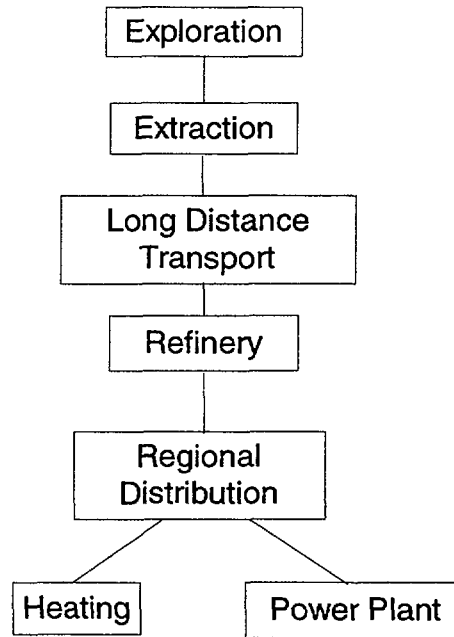 Exploration
Extraction
Long Distance
Transport
Refinery
Regional
Distribution
Heating
Power Plant